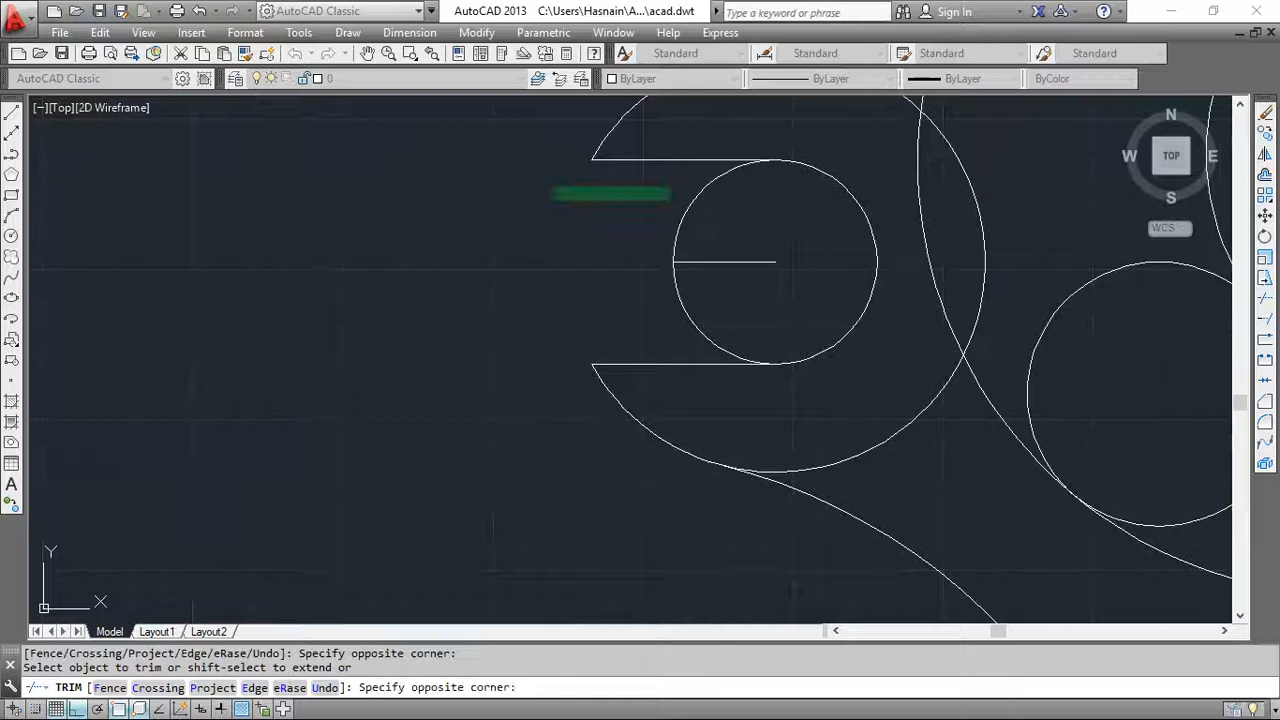 AutoCAD Classic
AutoCAD 2013 C:\Users\Hasnain\A...\acad.dwt
Type a keyword or phrase
Sign In
File Edit View Insert Format Tools Draw Dimension Modify Parametric Window Help Express
Standard Standard Standard Standard
AutoCAD Classic 0 ByLayer ByLayer ByLayer ByColor
[−][Top][2D Wireframe]
N
W TOP E
S
WCS
Y
X
Model Layout1 Layout2
[Fence/Crossing/Project/Edge/eRase/Undo]: Specify opposite corner:
Select object to trim or shift-select to extend or
TRIM [Fence Crossing Project Edge eRase Undo]: Specify opposite corner: